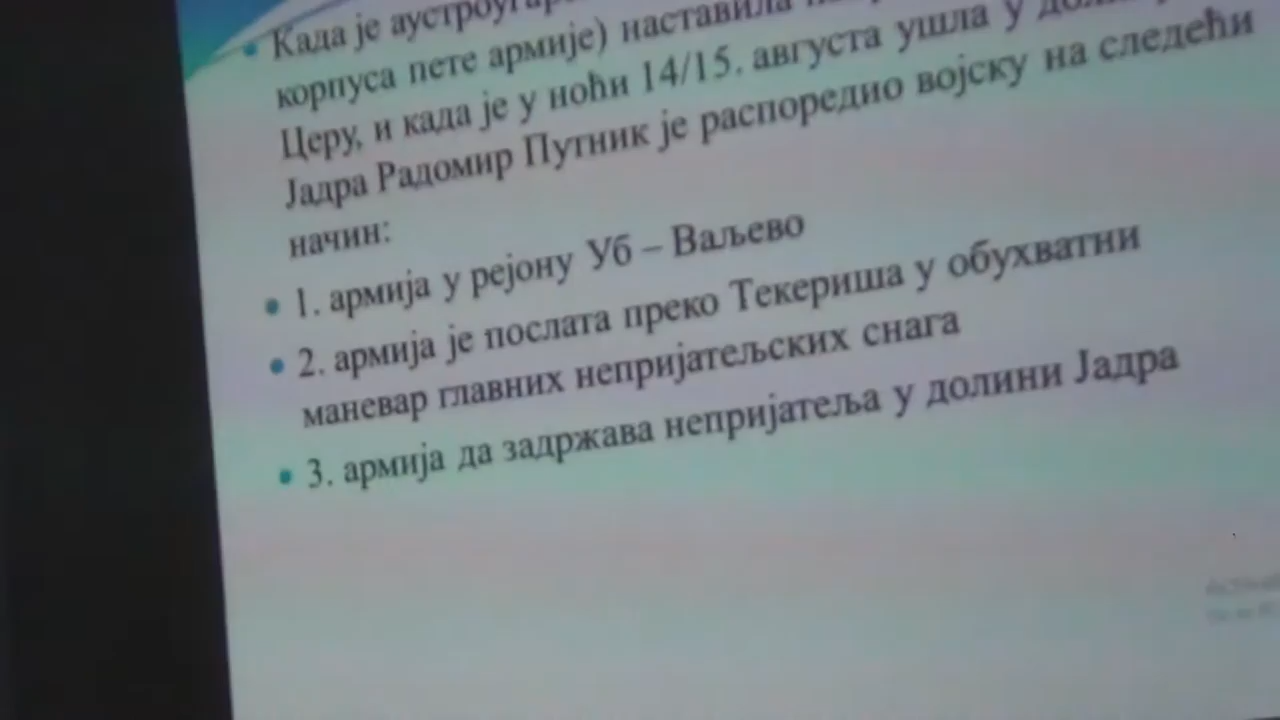 Када је
корпуса пете армије) наставила
Церу, и када је у ноћи 14/15. августа ушла у
Јадра Радомир Путник је распоредио војску на следећи
начин:
1. армија у рејону Уб – Ваљево
2. армија је послата преко Текериша у обухватни
маневар главних непријатељских снага
3. армија да задржава непријатеља у долини Јадра